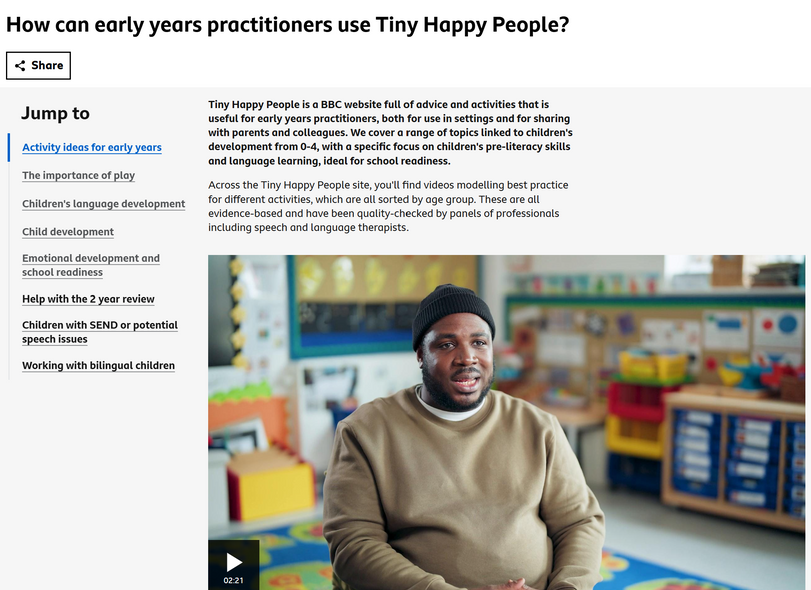 How can early years practitioners use Tiny Happy People?
Share
Jump to
Activity ideas for early years
The importance of play
Children's language development
Child development
Emotional development and
school readiness
Help with the 2 year review
Children with SEND or potential
speech issues
Working with bilingual children
Tiny Happy People is a BBC website full of advice and activities that is
useful for early years practitioners, both for use in settings and for sharing
with parents and colleagues. We cover a range of topics linked to children's
development from 0-4, with a specific focus on children's pre-literacy skills
and language learning, ideal for school readiness.
Across the Tiny Happy People site, you'll find videos modelling best practice
for different activities, which are all sorted by age group. These are all
evidence-based and have been quality-checked by panels of professionals
including speech and language therapists.
02:21